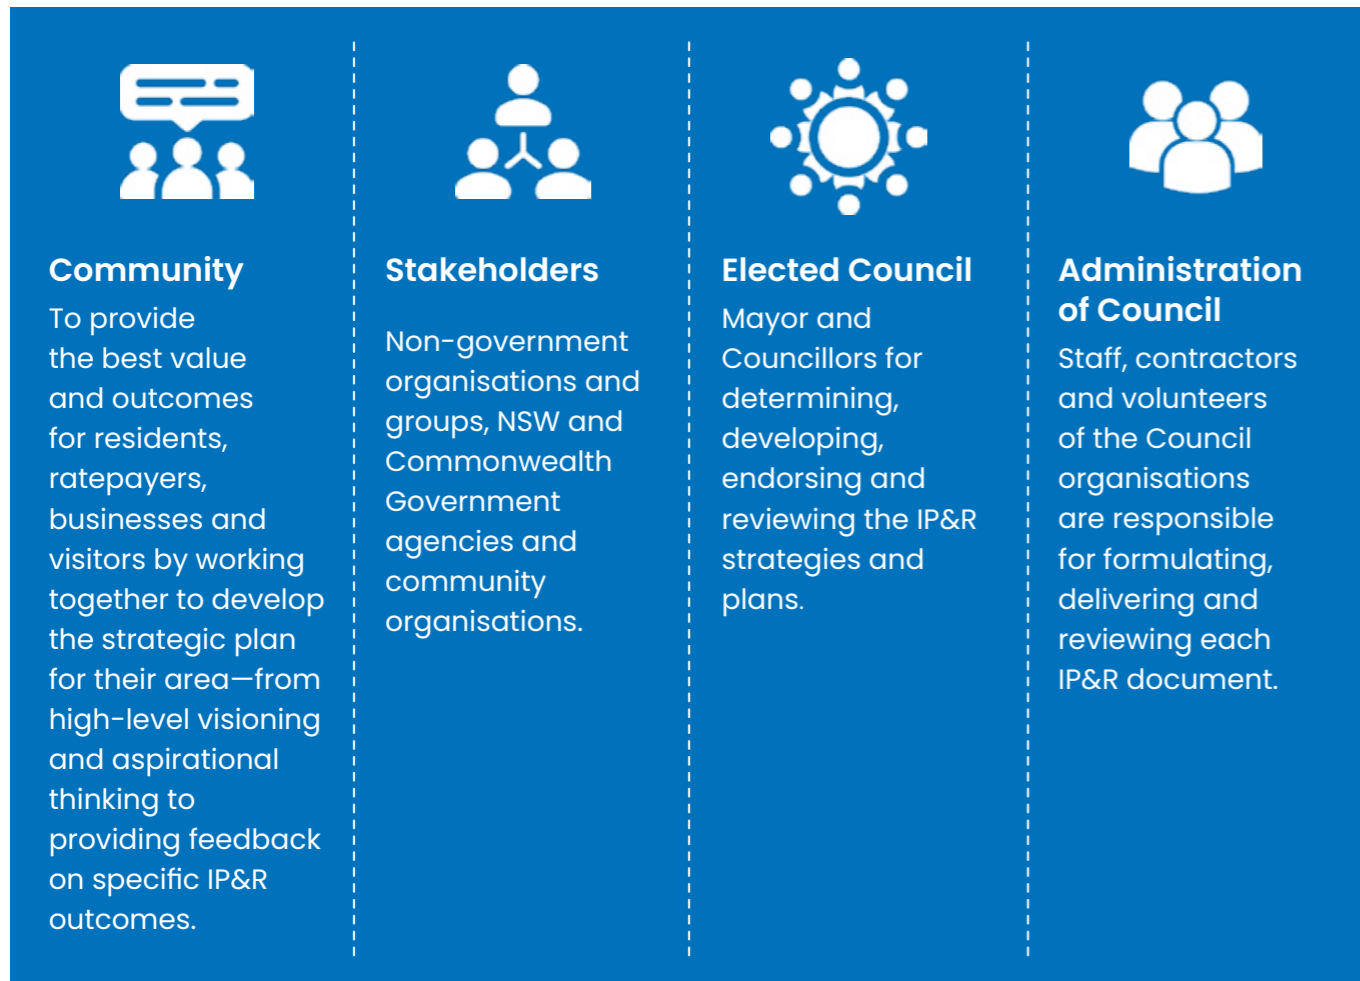 Community
To provide
the best value
and outcomes
for residents,
ratepayers,
businesses and
visitors by working
together to develop
the strategic plan
for their area—from
high-level visioning
and aspirational
thinking to
providing feedback
on specific IP&R
outcomes.
Stakeholders
Non-government
organisations and
groups, NSW and
Commonwealth
Government
agencies and
community
organisations.
Elected Council
Mayor and
Councillors for
determining,
developing,
endorsing and
reviewing the IP&R
strategies and
plans.
Administration
of Council
Staff, contractors
and volunteers
of the Council
organisations
are responsible
for formulating,
delivering and
reviewing each
IP&R document.